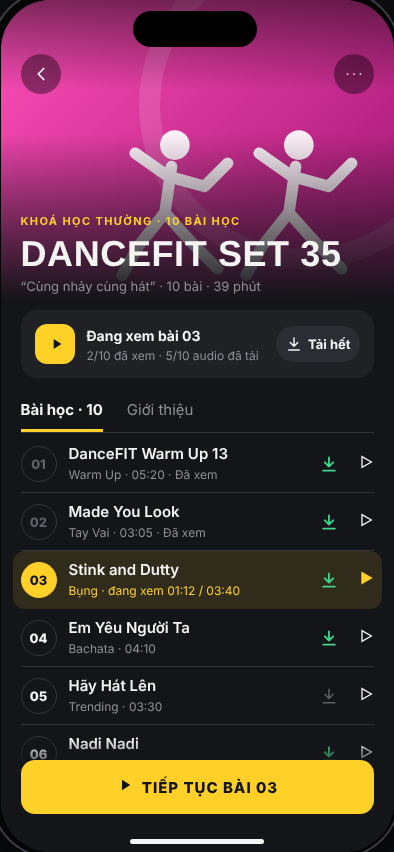 KHOÁ HỌC THƯỜNG · 10 BÀI HỌC
DANCEFIT SET 35
“Cùng nhảy cùng hát” · 10 bài · 39 phút
Đang xem bài 03
2/10 đã xem · 5/10 audio đã tải
Tải hết
Bài học · 10
Giới thiệu
01
DanceFIT Warm Up 13
Warm Up · 05:20 · Đã xem
02
Made You Look
Tay Vai · 03:05 · Đã xem
03
Stink and Dutty
Bụng · đang xem 01:12 / 03:40
04
Em Yêu Người Ta
Bachata · 04:10
05
Hãy Hát Lên
Trending · 03:30
06
Nadi Nadi
TIẾP TỤC BÀI 03